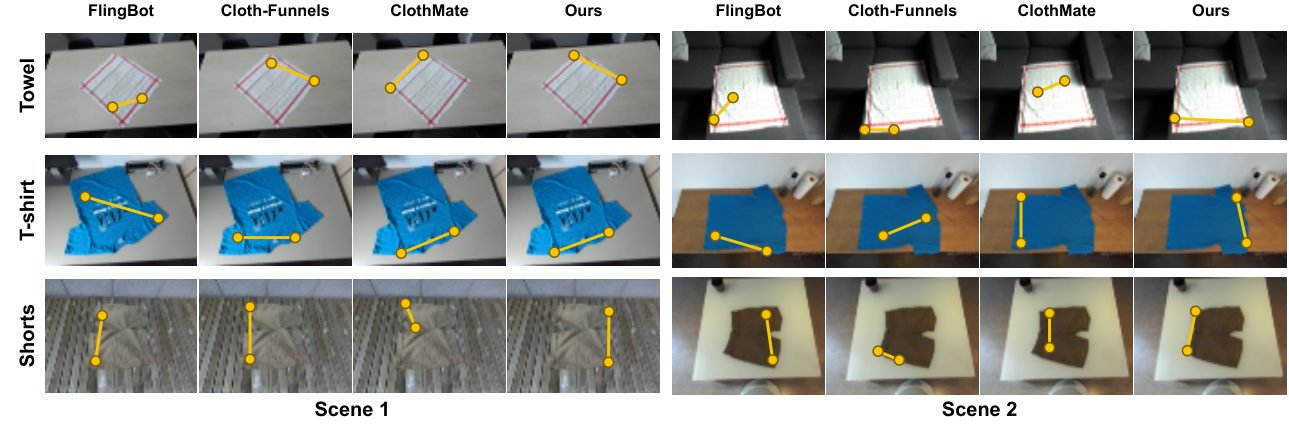 FlingBot Cloth-Funnels ClothMate Ours FlingBot Cloth-Funnels ClothMate Ours
Towel
T-shirt
Shorts
Scene 1 Scene 2